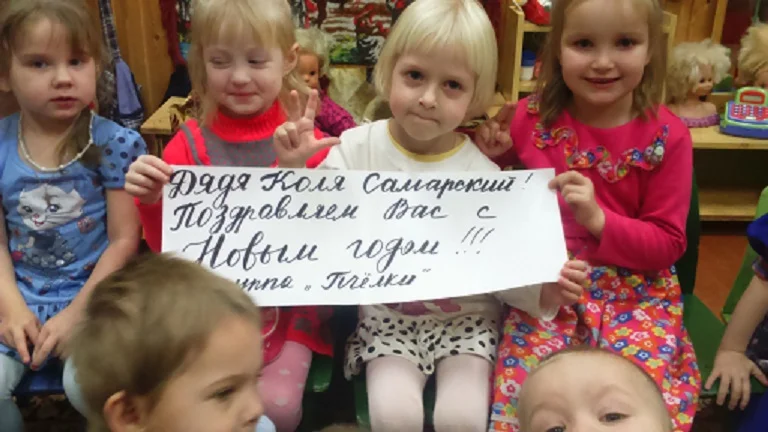 Дядя Коля Самарский!
Поздравляем Вас с
Новым годом!!!
"Пчёлки"